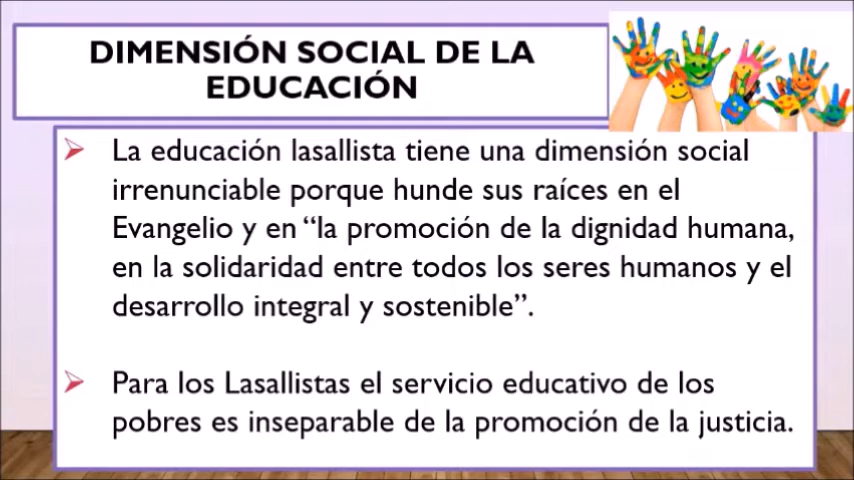 DIMENSIÓN SOCIAL DE LA
EDUCACIÓN
La educación lasallista tiene una dimensión social
irrenunciable porque hunde sus raíces en el
Evangelio y en “la promoción de la dignidad humana,
en la solidaridad entre todos los seres humanos y el
desarrollo integral y sostenible”.
Para los Lasallistas el servicio educativo de los
pobres es inseparable de la promoción de la justicia.